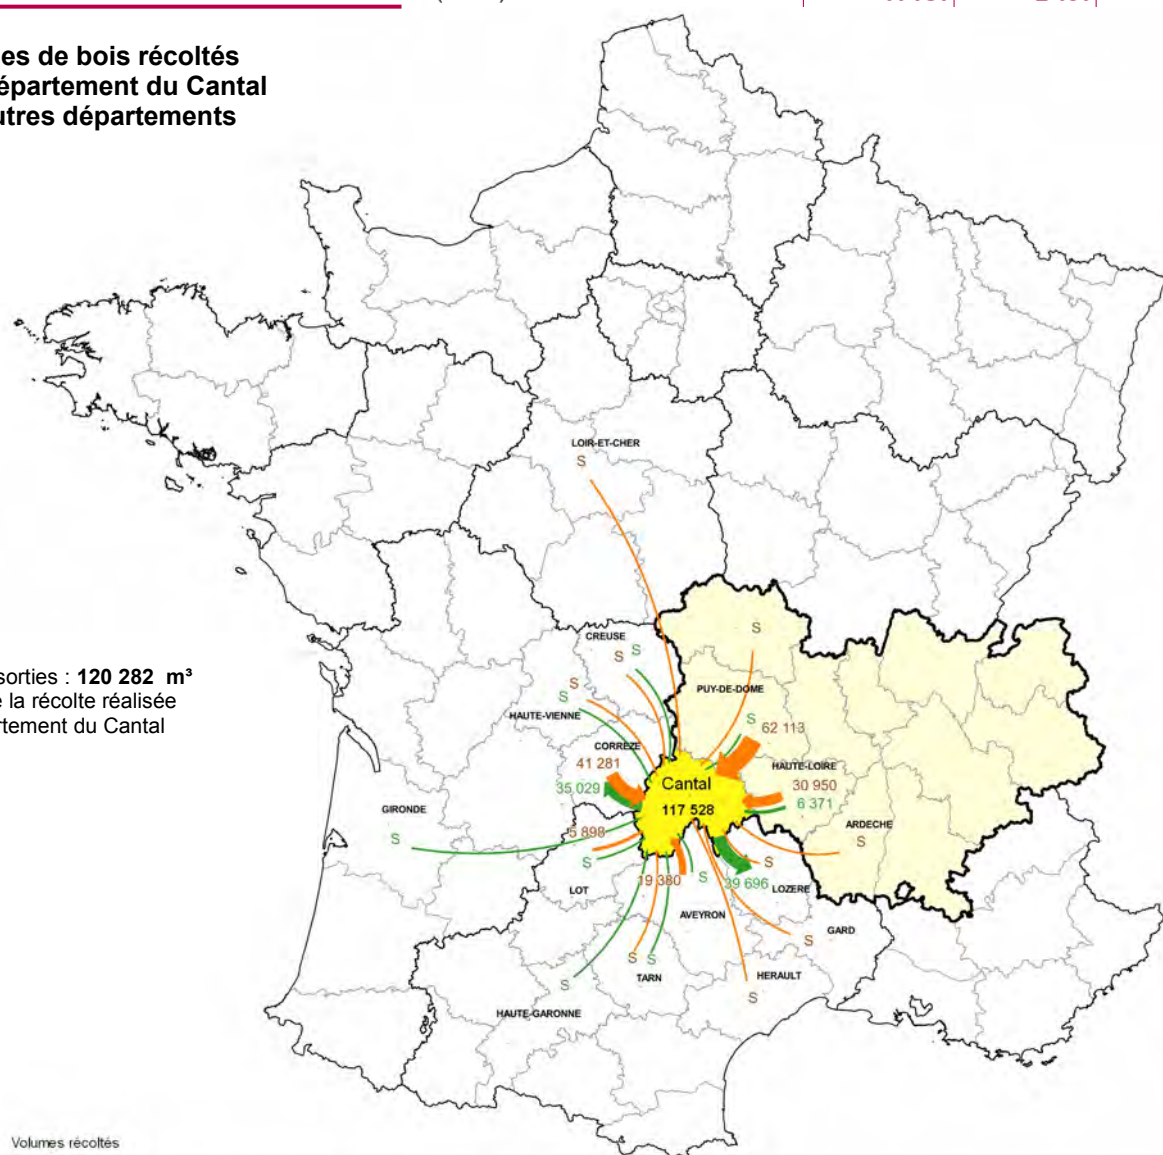 es de bois récoltés
épartement du Cantal
utres départements
LOIR-ET-CHER
S
CREUSE
S
S
S
PUY-DE-DOME
S
S
HAUTE-VIENNE
S
62 113
CORREZE
41 281
HAUTE-LOIRE
35 029
Cantal
30 950
117 528
6 371
GIRONDE
S
5 898
ARDECHE
S
S
LOT
19 380
S
39 696
S
LOZERE
AVEYRON
GARD
S
S
S
TARN
HERAULT
S
S
HAUTE-GARONNE
sorties : 120 282 m³
e la récolte réalisée
rtement du Cantal
Volumes récoltés